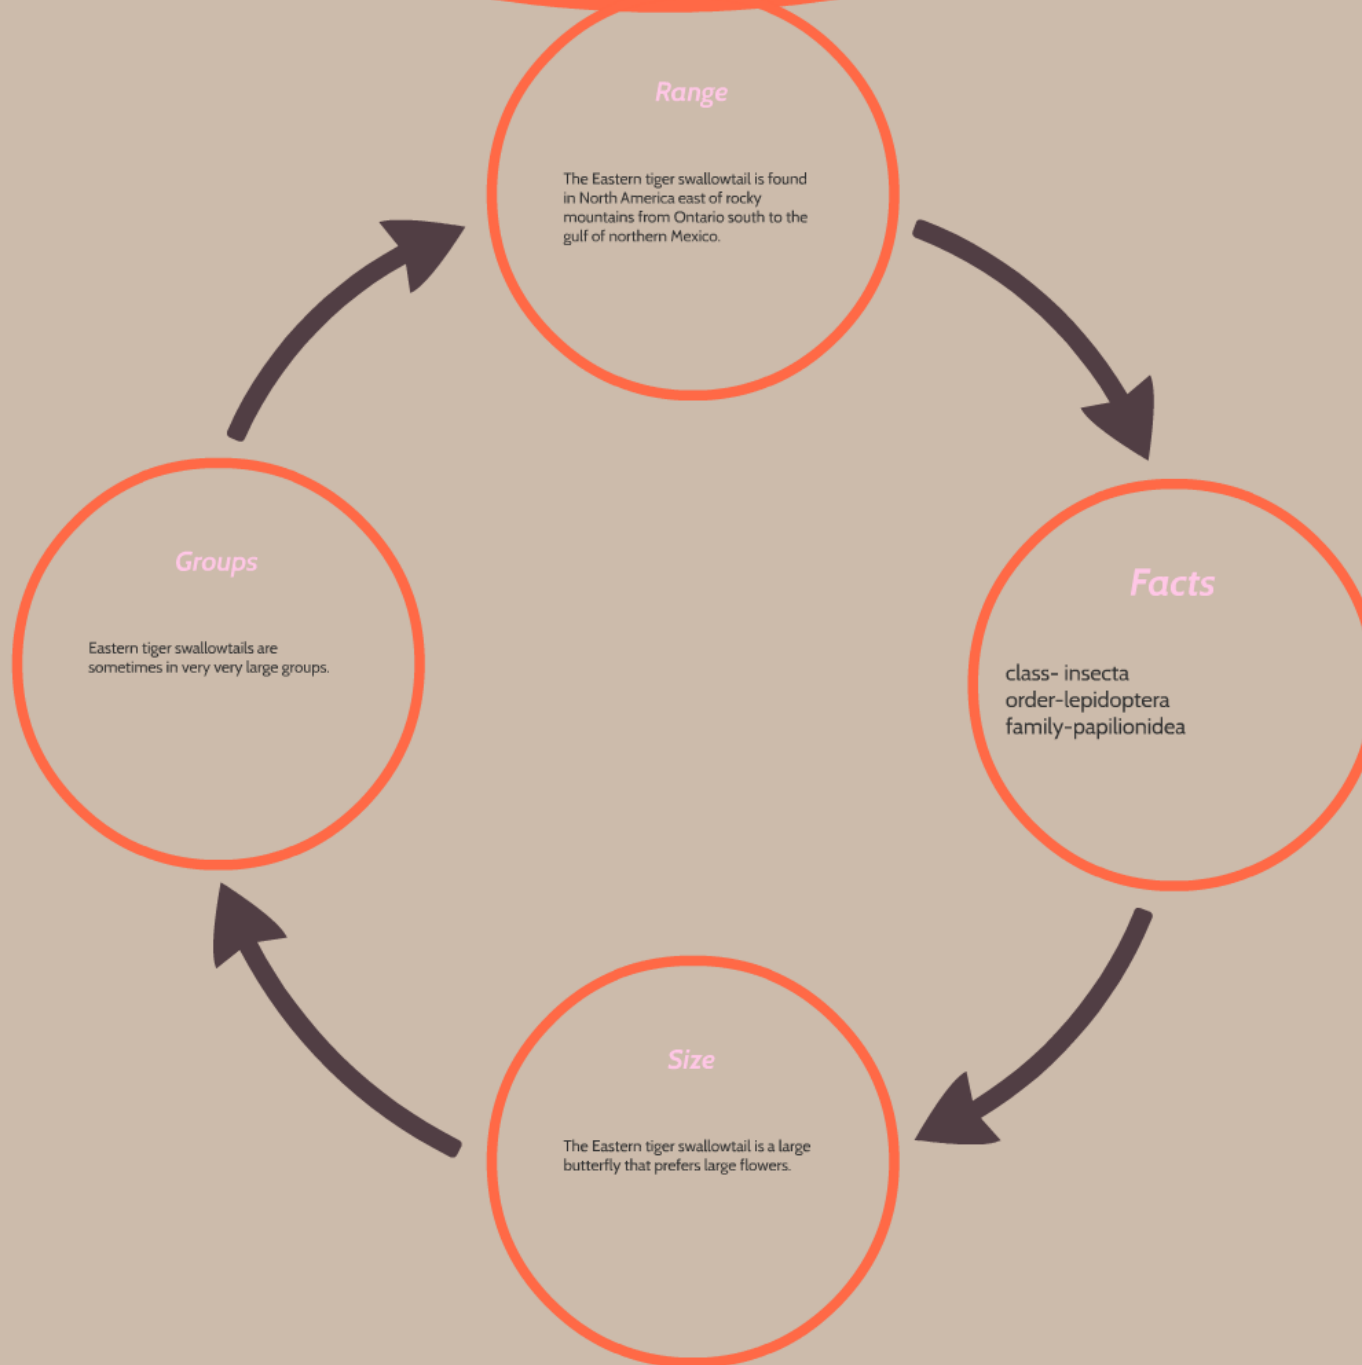 Range
The Eastern tiger swallowtail is found
in North America east of rocky
mountains from Ontario south to the
gulf of northern Mexico.
Facts
class- insecta
order-lepidoptera
family-papilionidea
Size
The Eastern tiger swallowtail is a large
butterfly that prefers large flowers.
Groups
Eastern tiger swallowtails are
sometimes in very very large groups.